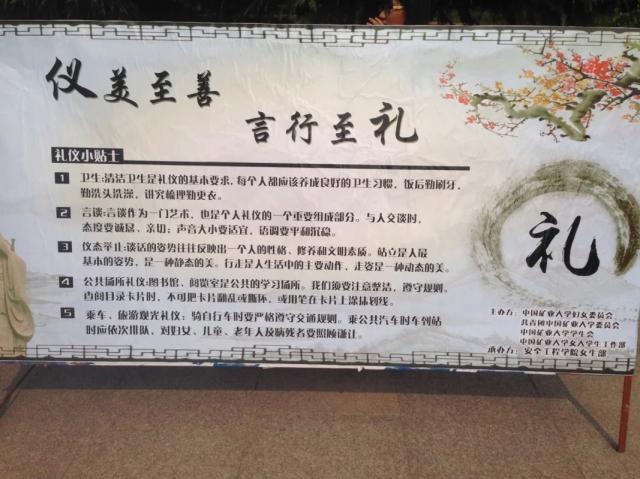 仪美至善
言行至礼
礼仪小贴士
1 卫生:清洁卫生是礼仪的基本要求,每个人都应该养成良好的卫生习惯,饭后勤刷牙,
勤洗头洗澡,讲究梳理勤更衣。
2 言谈:言谈作为一门艺术,也是个人礼仪的一个重要组成部分。与人交谈时,
态度要诚恳、亲切;声音大小要适宜,语调要平和沉稳。
3 仪态举止:谈话的姿势往往反映出一个人的性格、修养和文明素质。站立是人最
基本的姿势,是一种静态的美。行走是人生活中的主要动作,走姿是一种动态的美。
4 公共场所礼仪:图书馆、阅览室是公共的学习场所。我们须要注意整洁,遵守规则。
查阅目录卡片时,不可把卡片翻乱或撕坏,或用笔在卡片上涂抹划线。
5 乘车、旅游观光礼仪:骑自行车时要严格遵守交通规则。乘公共汽车时车到站
时应依次排队,对妇女、儿童、老年人及病残者要照顾谦让。
礼
主办方:中国矿业大学妇女委员会
共青团中国矿业大学委员会
中国矿业大学学生会
中国矿业大学女大学生工作部
承办方:安全工程学院女生部